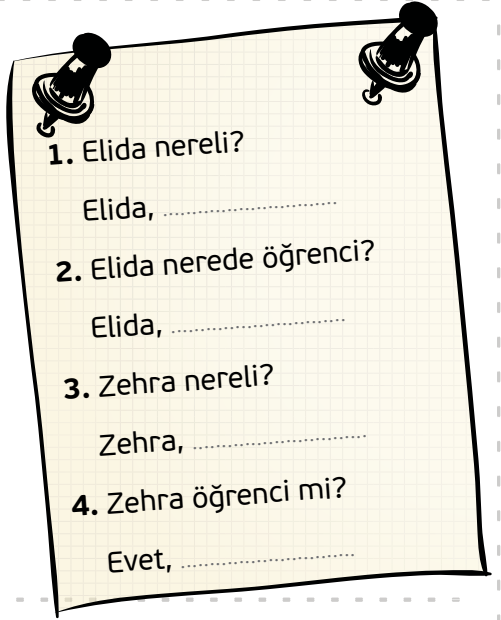 1. Elida nereli?
Elida, ..............................
2. Elida nerede öğrenci?
Elida, ..............................
3. Zehra nereli?
Zehra, ..............................
4. Zehra öğrenci mi?
Evet, ..............................